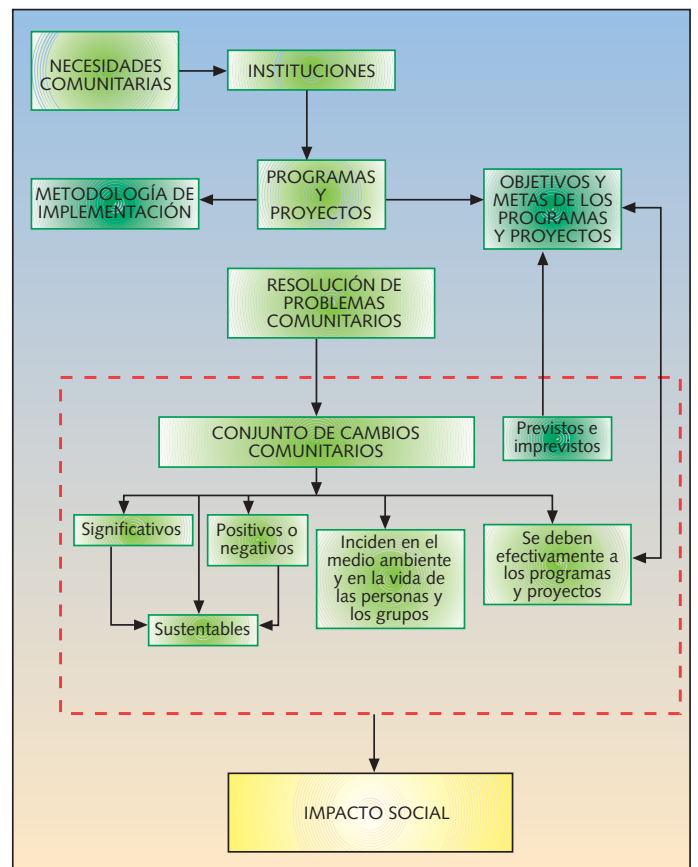 NECESIDADES
COMUNITARIAS
INSTITUCIONES
METODOLOGÍA DE
IMPLEMENTACIÓN
PROGRAMAS
Y
PROYECTOS
OBJETIVOS Y
METAS DE LOS
PROGRAMAS
Y PROYECTOS
RESOLUCIÓN DE
PROBLEMAS
COMUNITARIOS
CONJUNTO DE CAMBIOS
COMUNITARIOS
Previstos e
imprevistos
Significativos
Positivos o
negativos
Inciden en el
medio ambiente
y en la vida de
las personas y
los grupos
Se deben
efectivamente a
los programas
y proyectos
Sustentables
IMPACTO SOCIAL